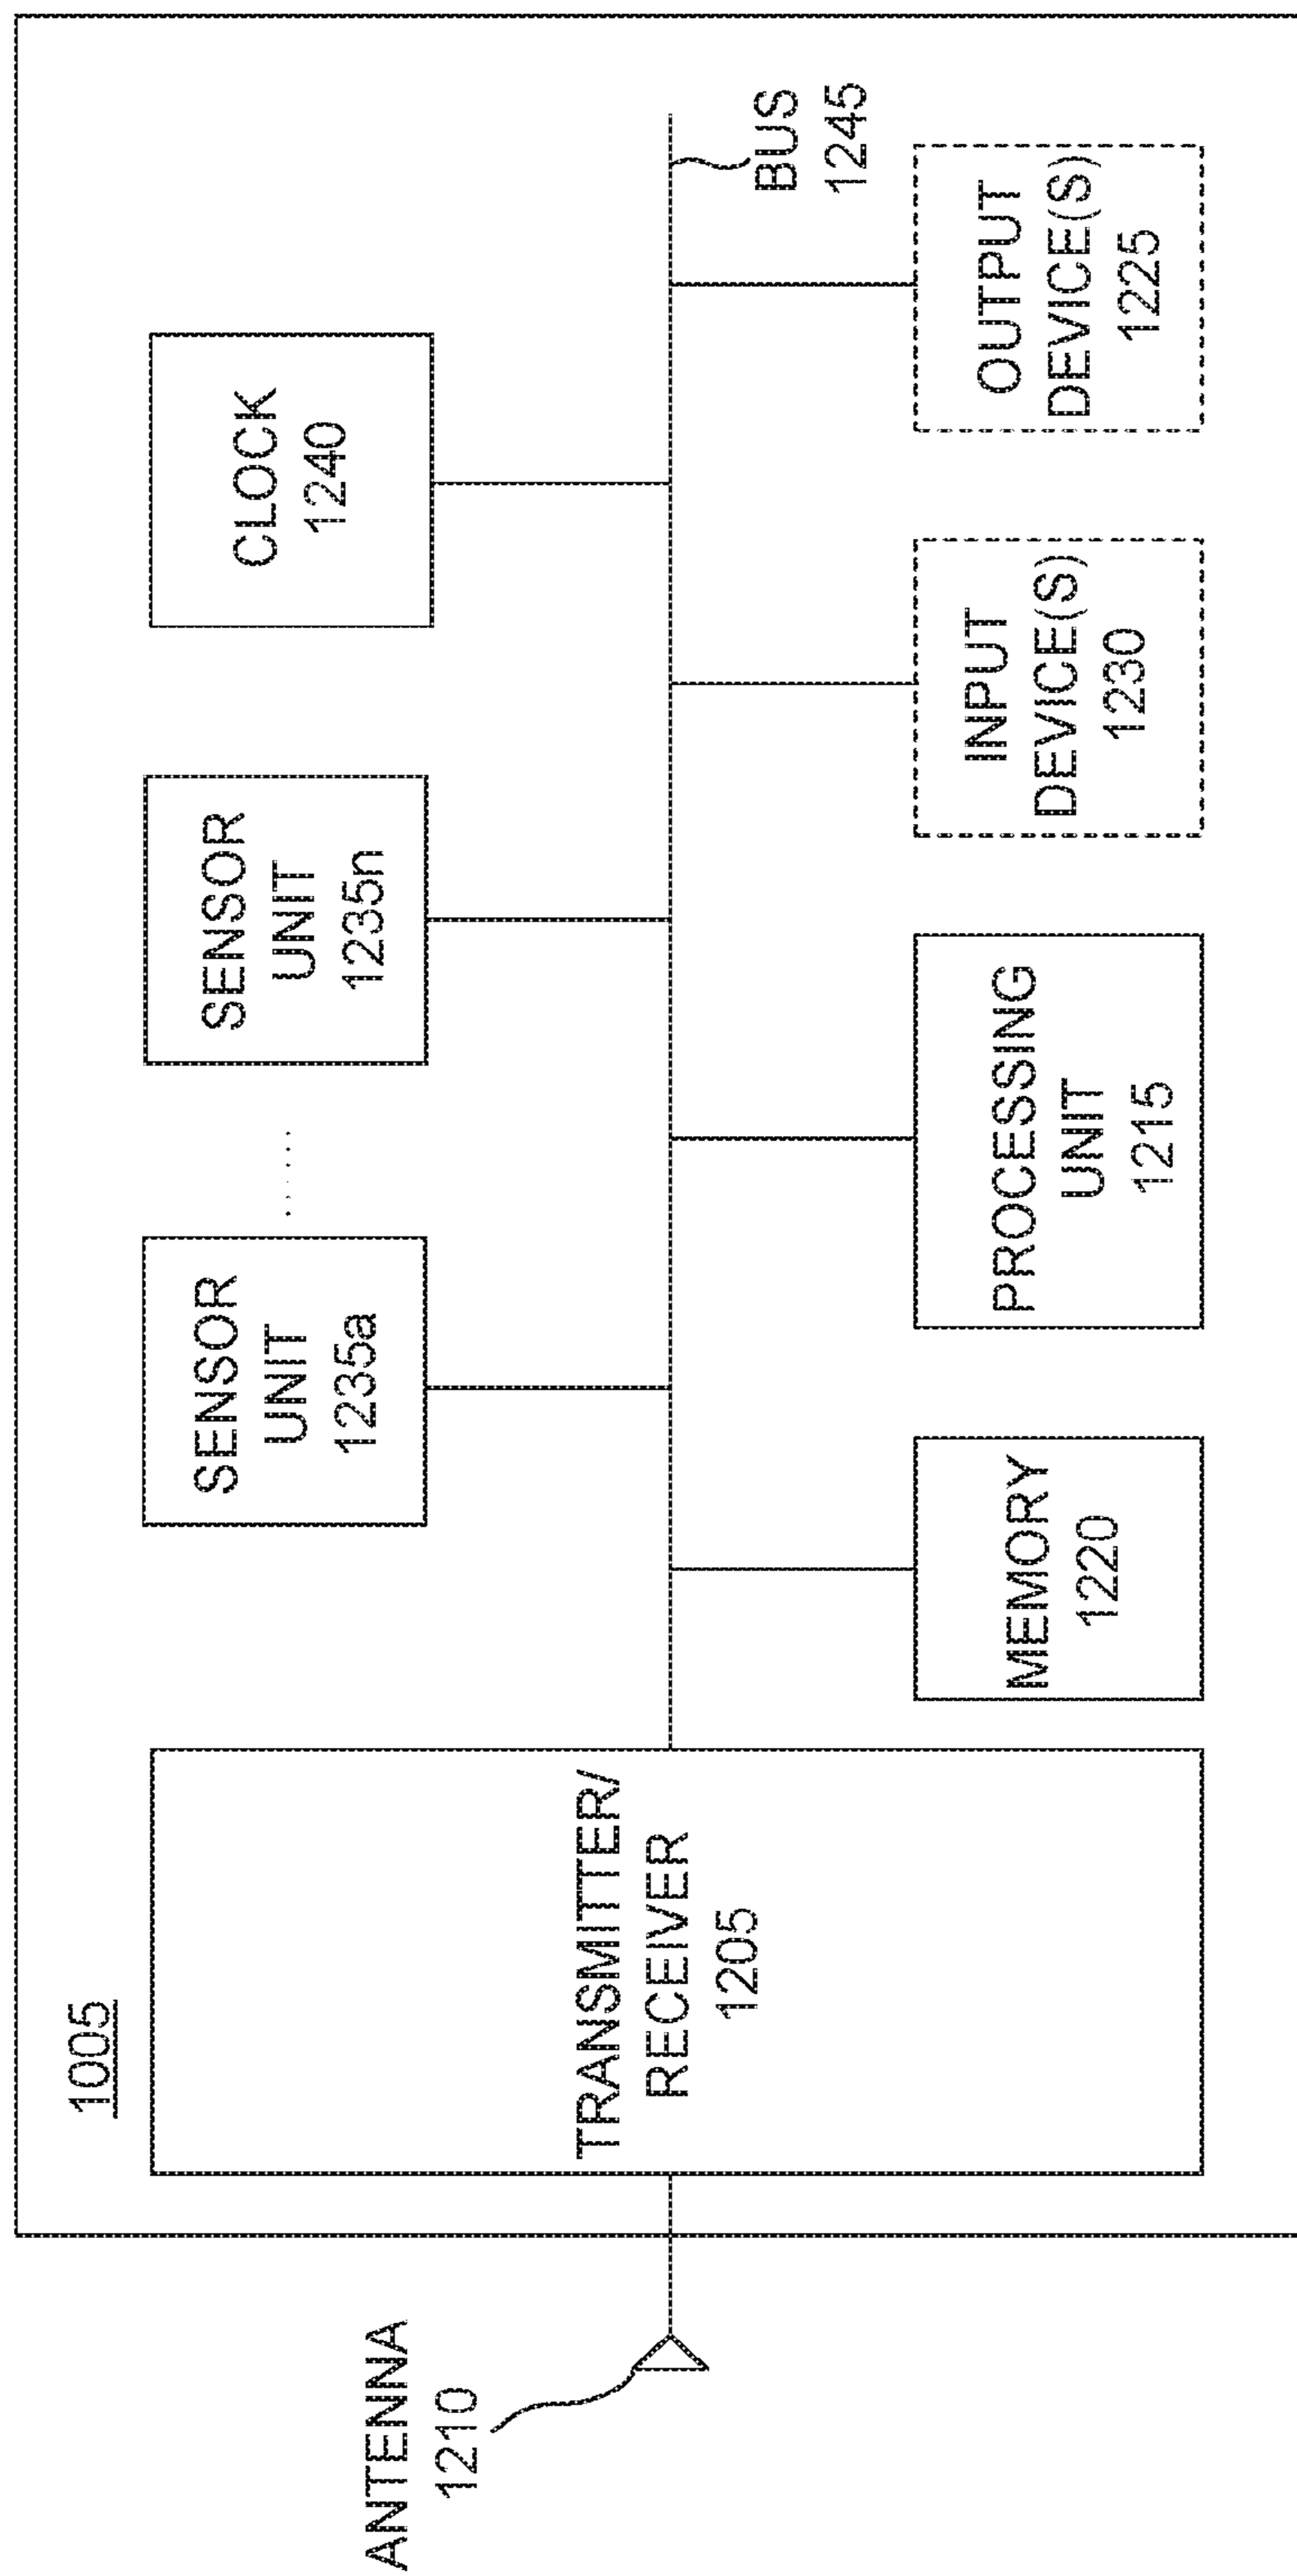 1005
ANTENNA
1210
TRANSMITTER/
RECEIVER
1205
SENSOR
UNIT
1235a
SENSOR
UNIT
1235n
CLOCK
1240
BUS
1245
MEMORY
1220
PROCESSING
UNIT
1215
INPUT
DEVICE(S)
1230
OUTPUT
DEVICE(S)
1225